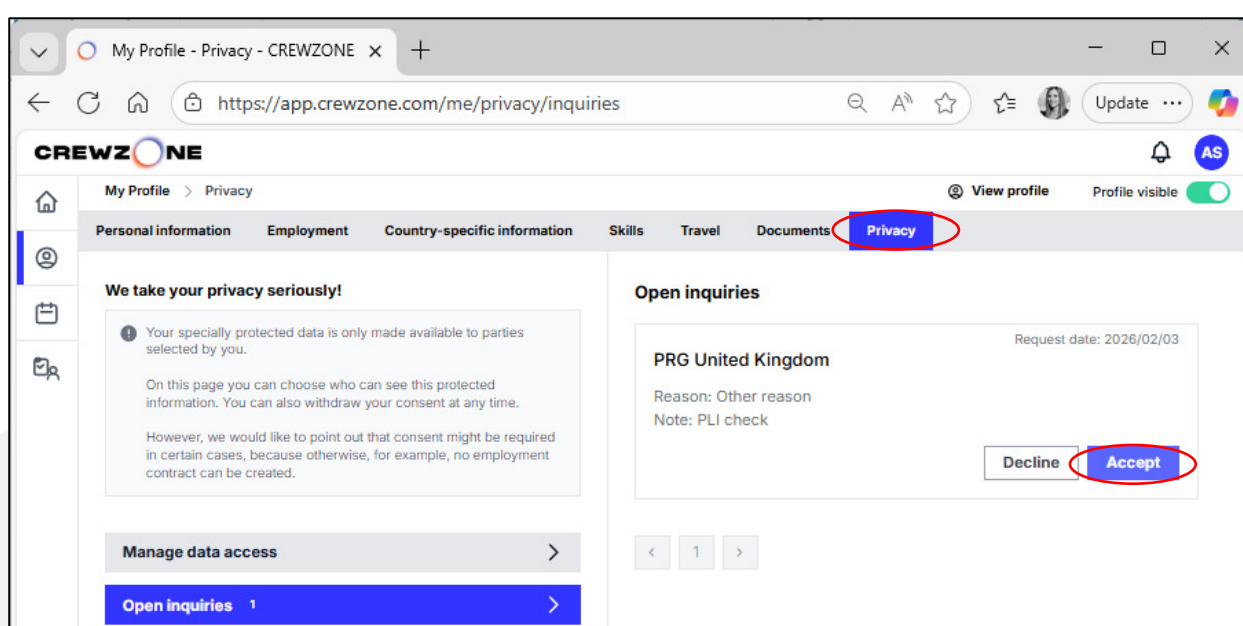 My Profile - Privacy - CREWZONE
https://app.crewzone.com/me/privacy/inquiries
Update
CREWZONE
AS
My Profile > Privacy
View profile
Profile visible
Personal information Employment Country-specific information Skills Travel Documents Privacy
We take your privacy seriously!
Your specially protected data is only made available to parties
selected by you.
On this page you can choose who can see this protected
information. You can also withdraw your consent at any time.
However, we would like to point out that consent might be required
in certain cases, because otherwise, for example, no employment
contract can be created.
Manage data access
Open inquiries 1
Open inquiries
Request date: 2026/02/03
PRG United Kingdom
Reason: Other reason
Note: PLI check
Decline Accept
1